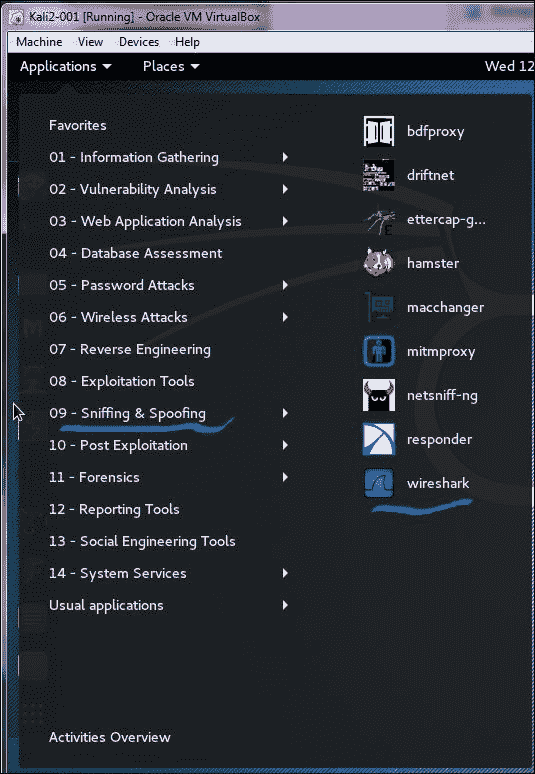 Kali2-001 [Running] - Oracle VM VirtualBox
Machine View Devices Help
Applications Places Wed 12
Favorites
01 - Information Gathering
02 - Vulnerability Analysis
03 - Web Application Analysis
04 - Database Assessment
05 - Password Attacks
06 - Wireless Attacks
07 - Reverse Engineering
08 - Exploitation Tools
09 - Sniffing & Spoofing
10 - Post Exploitation
11 - Forensics
12 - Reporting Tools
13 - Social Engineering Tools
14 - System Services
Usual applications
Activities Overview
bdfproxy
driftnet
ettercap-g...
hamster
macchanger
mitmproxy
netsniff-ng
responder
wireshark